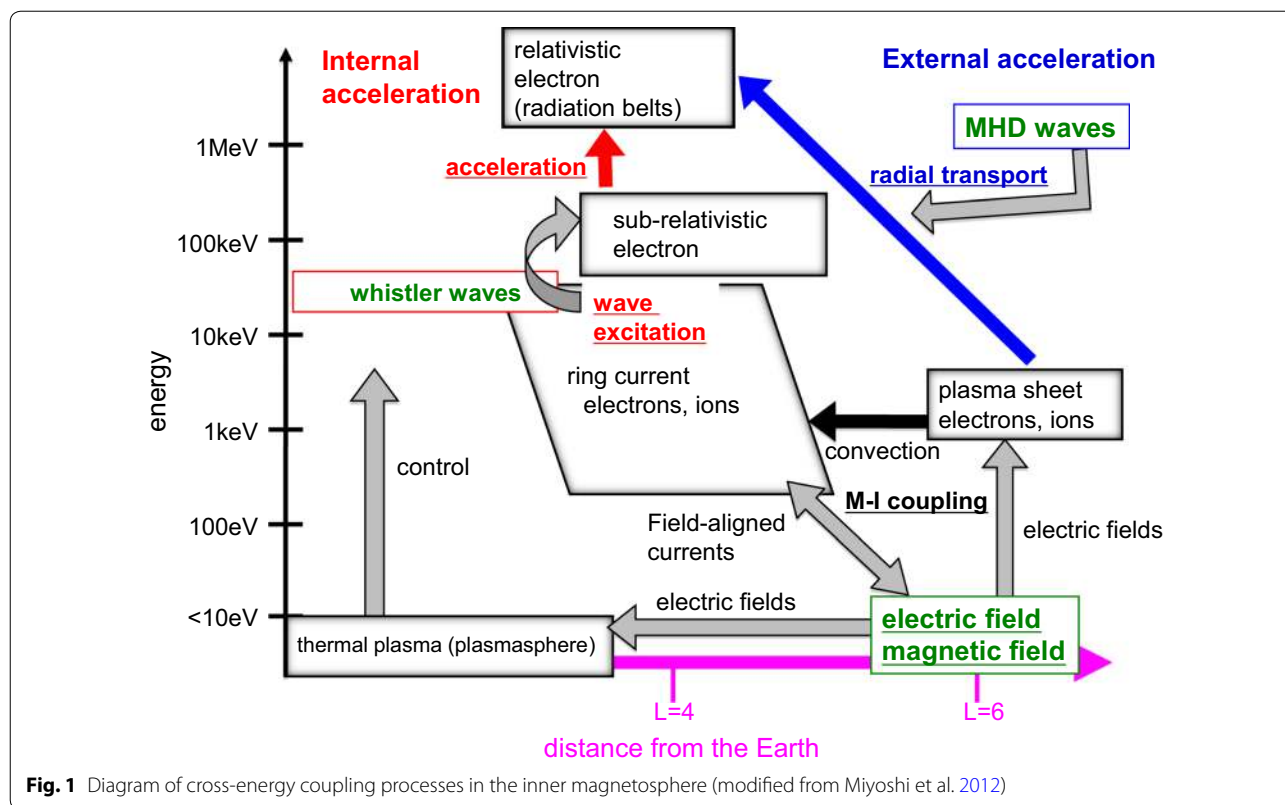 relativistic
electron
(radiation belts)
Internal
acceleration
External acceleration
MHD waves
1MeV
acceleration
radial transport
sub-relativistic
electron
100keV
whistler waves
wave
excitation
10keV
energy
ring current
electrons, ions
plasma sheet
electrons, ions
1keV
convection
control
M-I coupling
100eV
Field-aligned
currents
electric fields
<10eV
electric fields
electric field
magnetic field
thermal plasma (plasmasphere)
L=4
L=6
distance from the Earth
Fig. 1 Diagram of cross-energy coupling processes in the inner magnetosphere (modified from Miyoshi et al. 2012)